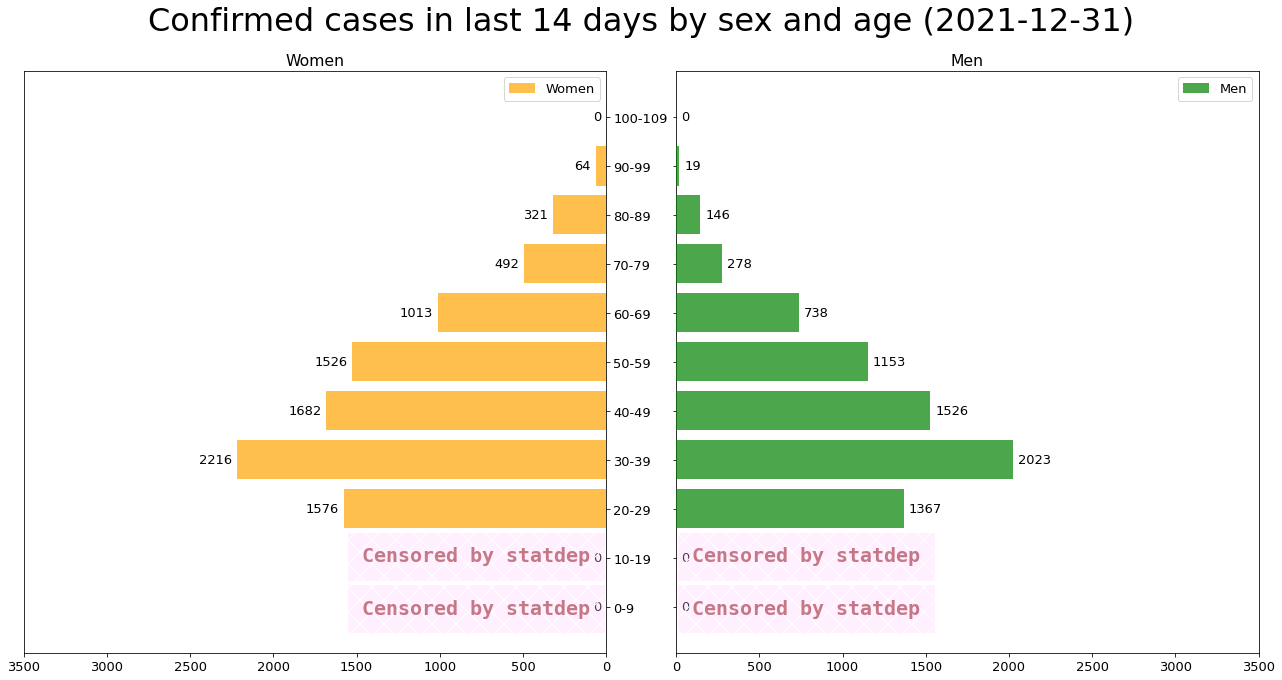 Confirmed cases in last 14 days by sex and age (2021-12-31)
Women Men
Women Men
0 100-109 0
64 90-99 19
321 80-89 146
492 70-79 278
1013 60-69 738
1526 50-59 1153
1682 40-49 1526
2216 30-39 2023
1576 20-29 1367
Censored by statdep 0 10-19 0 Censored by statdep
Censored by statdep 0 0-9 0 Censored by statdep
3500 3000 2500 2000 1500 1000 500 0 0 500 1000 1500 2000 2500 3000 3500